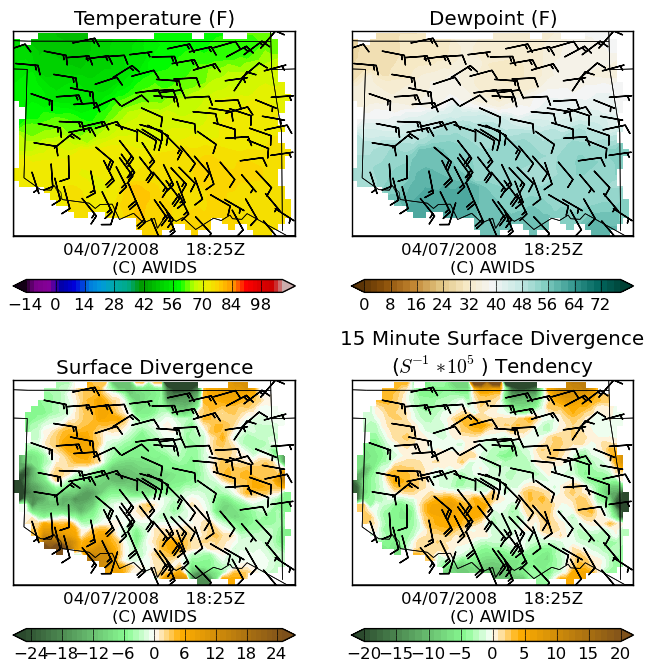 Temperature (F)
Dewpoint (F)
04/07/2008 18:25Z
(C) AWIDS
04/07/2008 18:25Z
(C) AWIDS
−14 0 14 28 42 56 70 84 98
0 8 16 24 32 40 48 56 64 72
Surface Divergence
15 Minute Surface Divergence
(S⁻¹ ∗10⁵ ) Tendency
04/07/2008 18:25Z
(C) AWIDS
04/07/2008 18:25Z
(C) AWIDS
−24 −18 −12 −6 0 6 12 18 24
−20 −15 −10 −5 0 5 10 15 20